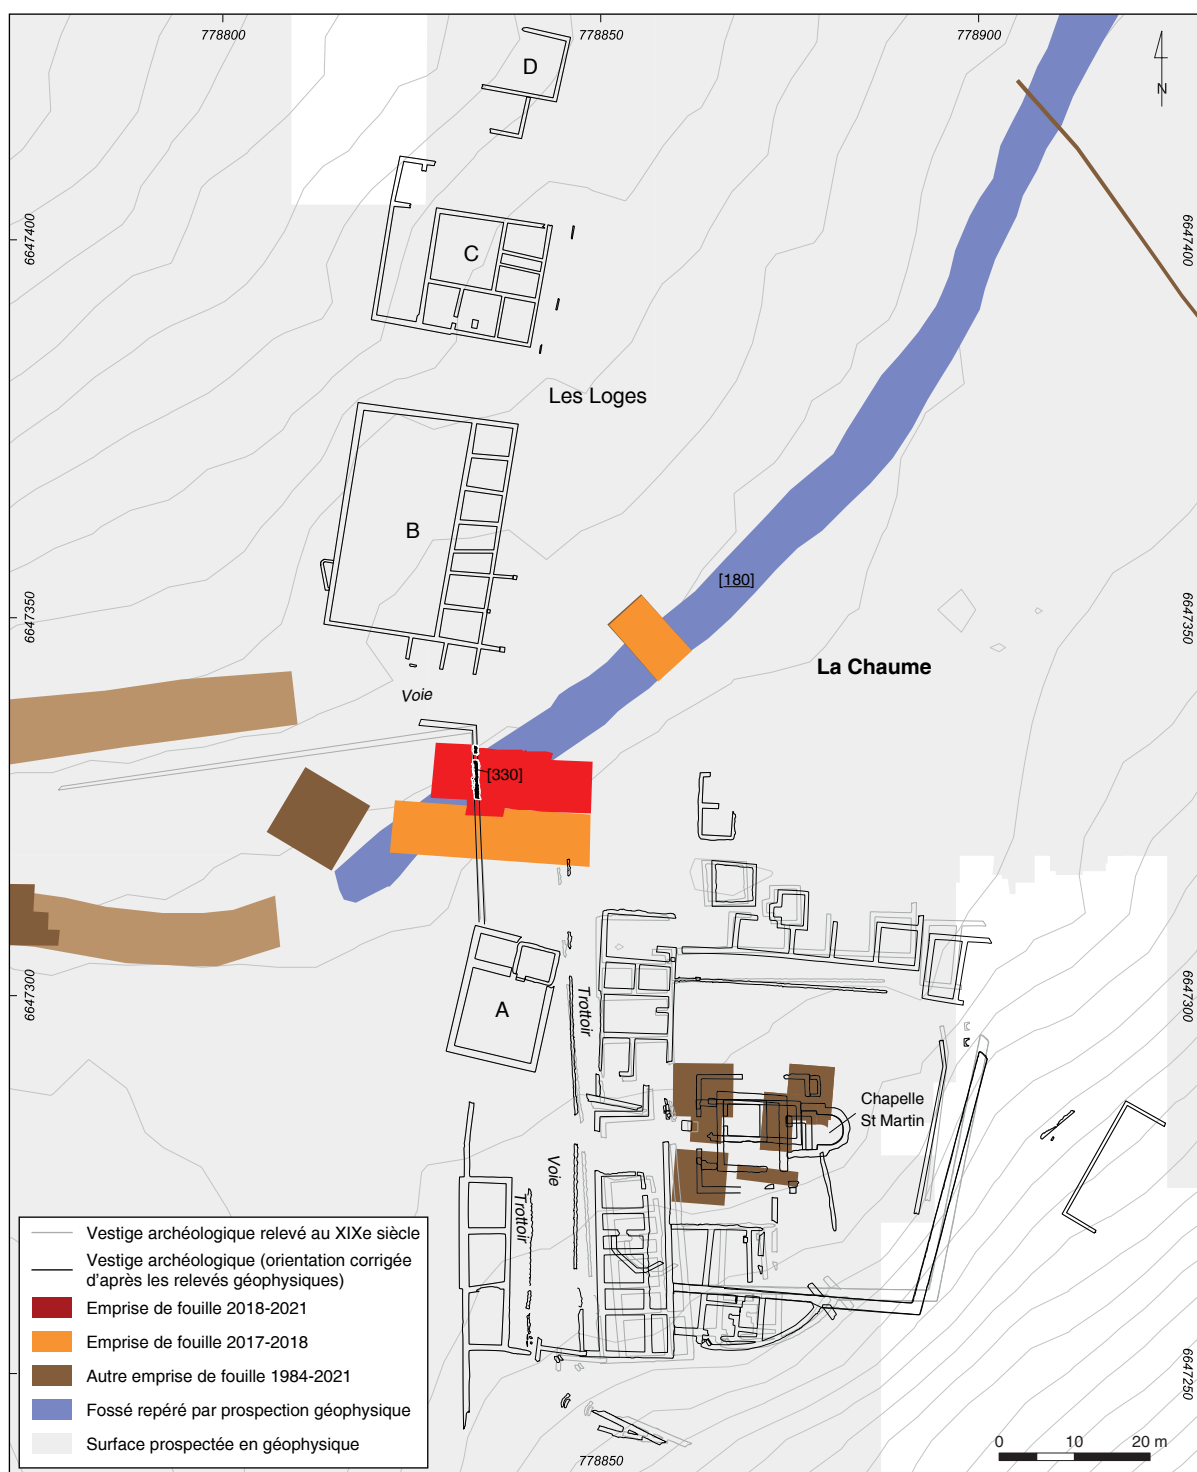 778800
778850
778900
D
N
6647400
6647400
C
Les Loges
B
[180]
6647350
6647350
La Chaume
Voie
[330]
6647300
6647300
A
Trottoir
Chapelle
St Martin
Voie
Trottoir
Vestige archéologique relevé au XIXe siècle
Vestige archéologique (orientation corrigée
d'après les relevés géophysiques)
Emprise de fouille 2018-2021
Emprise de fouille 2017-2018
Autre emprise de fouille 1984-2021
Fossé repéré par prospection géophysique
Surface prospectée en géophysique
6647250
778850
0 10 20 m